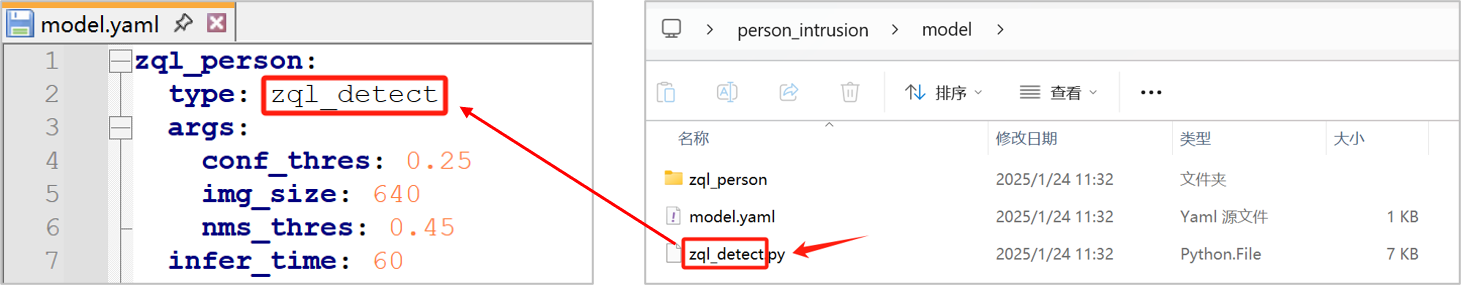 model.yaml
1 zql_person:
2 type: zql_detect
3 args:
4 conf_thres: 0.25
5 img_size: 640
6 nms_thres: 0.45
7 infer_time: 60
person_intrusion > model >
排序 查看 •••
名称 修改日期 类型 大小
zql_person 2025/1/24 11:32 文件夹
model.yaml 2025/1/24 11:32 Yaml 源文件 1 KB
zql_detect.py 2025/1/24 11:32 Python.File 7 KB